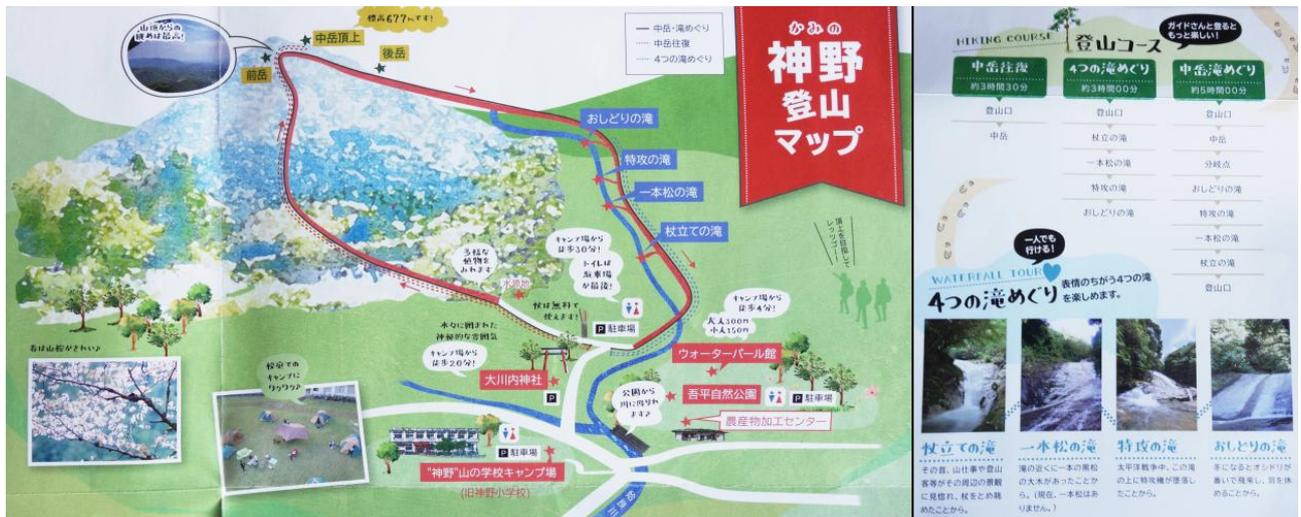 山頂からの
眺めは最高!
標高677mです!
中岳頂上
後岳
前岳
中岳・滝めぐり
中岳往復
4つの滝めぐり
かみの
神野
登山
マップ
おしどりの滝
特攻の滝
一本松の滝
杖立ての滝
頂上を目指して
レッツゴー!
多様な
植物を
みれます
水源地
キャンプ場から
徒歩30分!
トイレは
駐車場
が最後!
杖は無料で
使えます!
P 駐車場
水々に囲まれた
神秘的な雰囲気
キャンプ場から
徒歩20分!
大川内神社
P
キャンプ場から
徒歩4分!
大人300円
小人150円
ウォーターパール館
吾平自然公園
P 駐車場
公園から
川に降りれ
ます♪
農産物加工センター
春は山桜がきれい♪
校庭での
キャンプに
ワクワク♪
P 駐車場
"神野"山の学校キャンプ場
(旧神野小学校)
姶良川
HIKING COURSE
登山コース
ガイドさんと登ると
もっと楽しい!
中岳往復
約3時間30分
登山口
中岳
4つの滝めぐり
約3時間00分
登山口
杖立の滝
一本松の滝
特攻の滝
おしどりの滝
中岳滝めぐり
約5時間00分
登山口
中岳
分岐点
おしどりの滝
特攻の滝
一本松の滝
杖立の滝
登山口
一人でも
行ける!
WATERFALL TOUR
4つの滝めぐり
表情のちがう4つの滝
を楽しめます。
杖立ての滝
その昔、山仕事や登山
客等がその周辺の景観
に見惚れ、杖をとめ眺
めたことから。
一本松の滝
滝の近くに一本の黒松
の大木があったことか
ら。(現在、一本松はあ
りません。)
特攻の滝
太平洋戦争中、この滝
の上に特攻機が墜落し
たことから。
おしどりの滝
冬になるとオシドリが
番いで飛来し、羽を休
めることから。